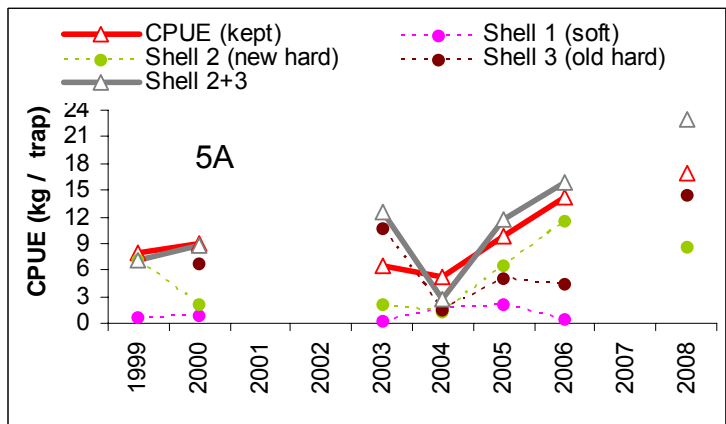 CPUE (kept) Shell 1 (soft)
Shell 2 (new hard) Shell 3 (old hard)
Shell 2+3
CPUE (kg / trap)
24
21
18
15
12
9
6
3
0
5A
1999 2000 2001 2002 2003 2004 2005 2006 2007 2008